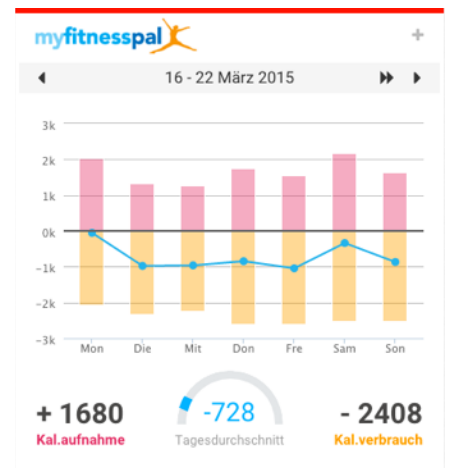 myfitnesspal
16 - 22 März 2015
3k
2k
1k
0k
-1k
-2k
-3k
Mon Die Mit Don Fre Sam Son
+ 1680 -728 - 2408
Kal.aufnahme Tagesdurchschnitt Kal.verbrauch